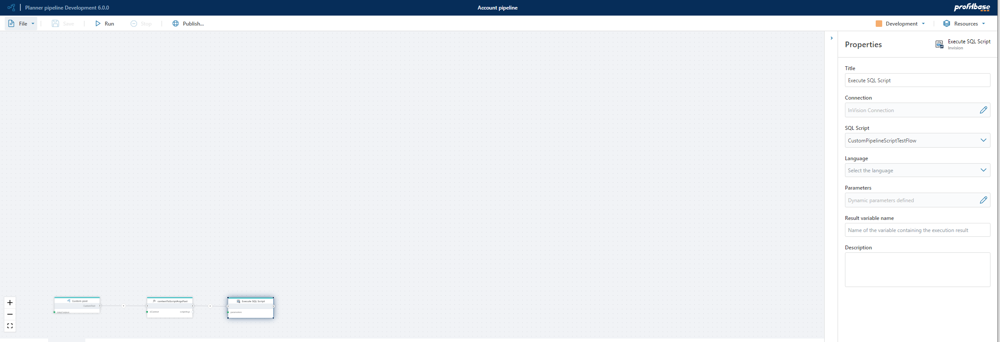 Planner pipeline Development 6.0.0
Account pipeline
profitbase
File
Save
Run
Stop
Publish...
Development
Resources
Properties
Execute SQL Script
Invision
Title
Execute SQL Script
Connection
InVision Connection
SQL Script
CustomPipelineScriptTestFlow
Language
Select the language
Parameters
Dynamic parameters defined
Result variable name
Name of the variable containing the execution result
Description
Custom post
contextToScriptArgsPost
scriptArgs
Execute SQL Script
parameters